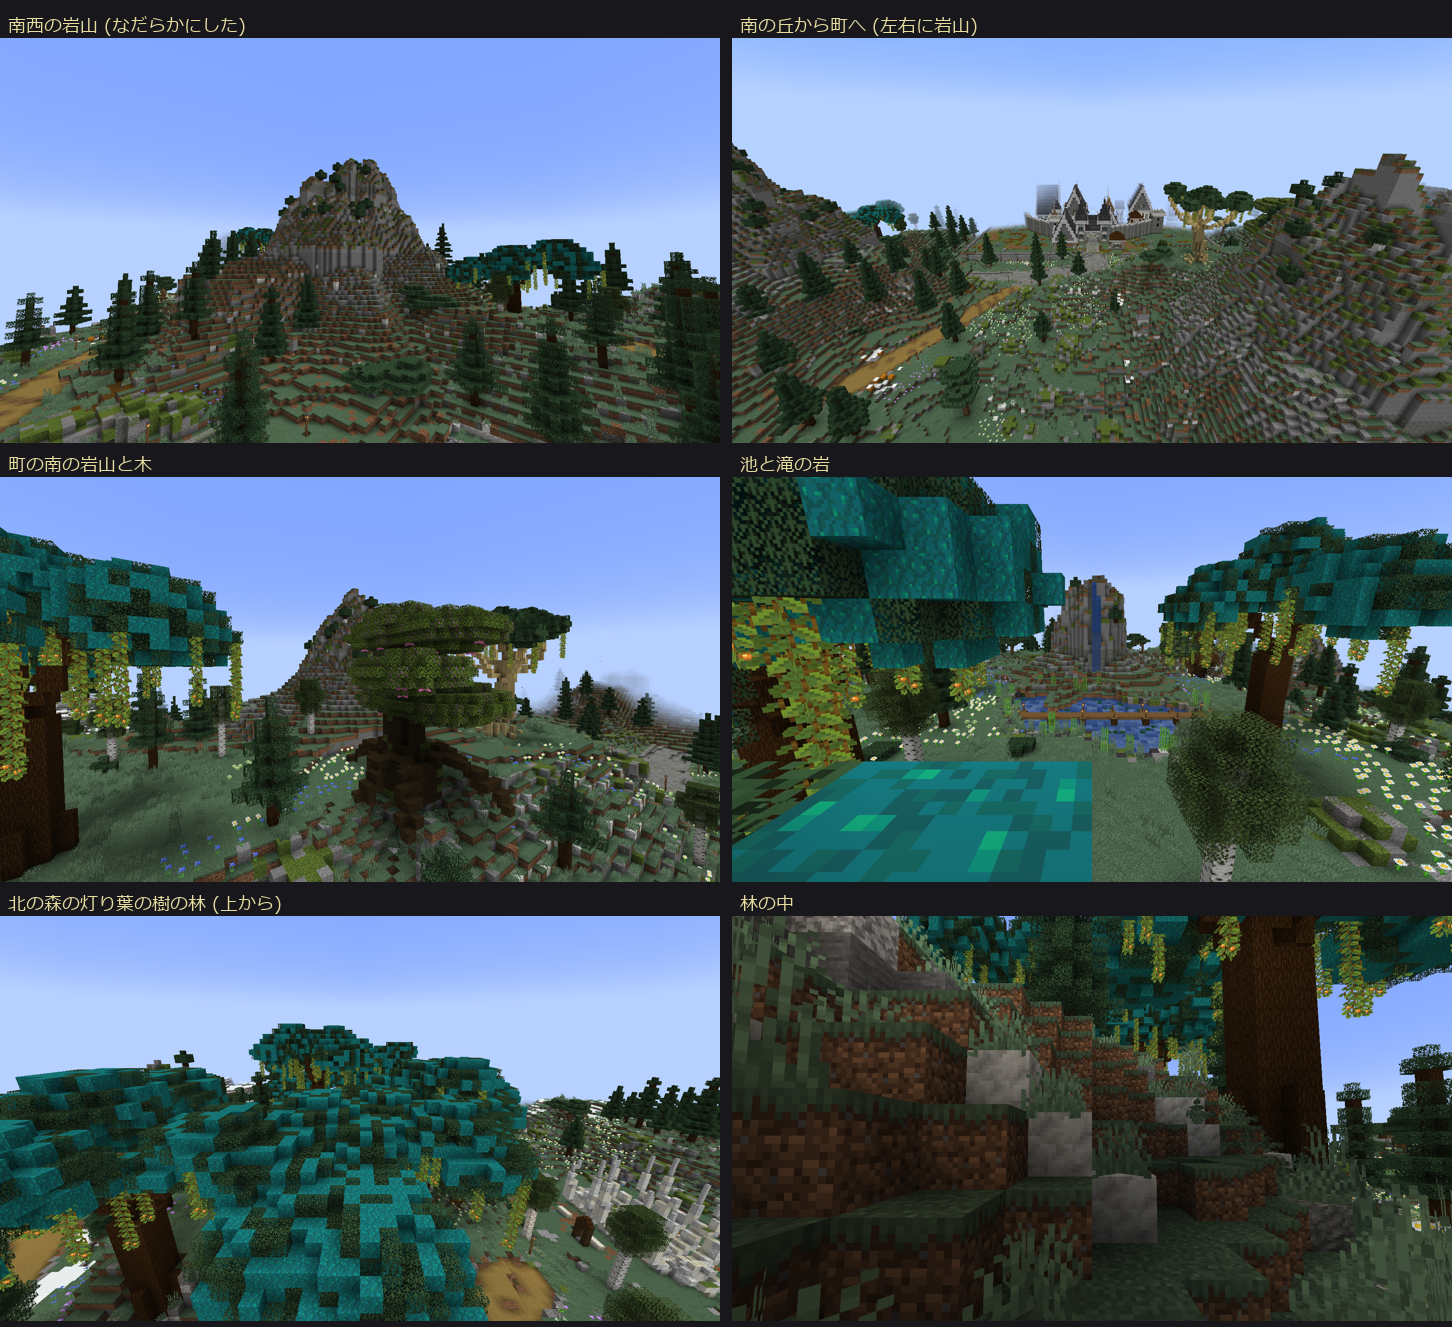 南西の岩山 (なだらかにした)
南の丘から町へ (左右に岩山)
町の南の岩山と木
池と滝の岩
北の森の灯り葉の樹の林 (上から)
林の中